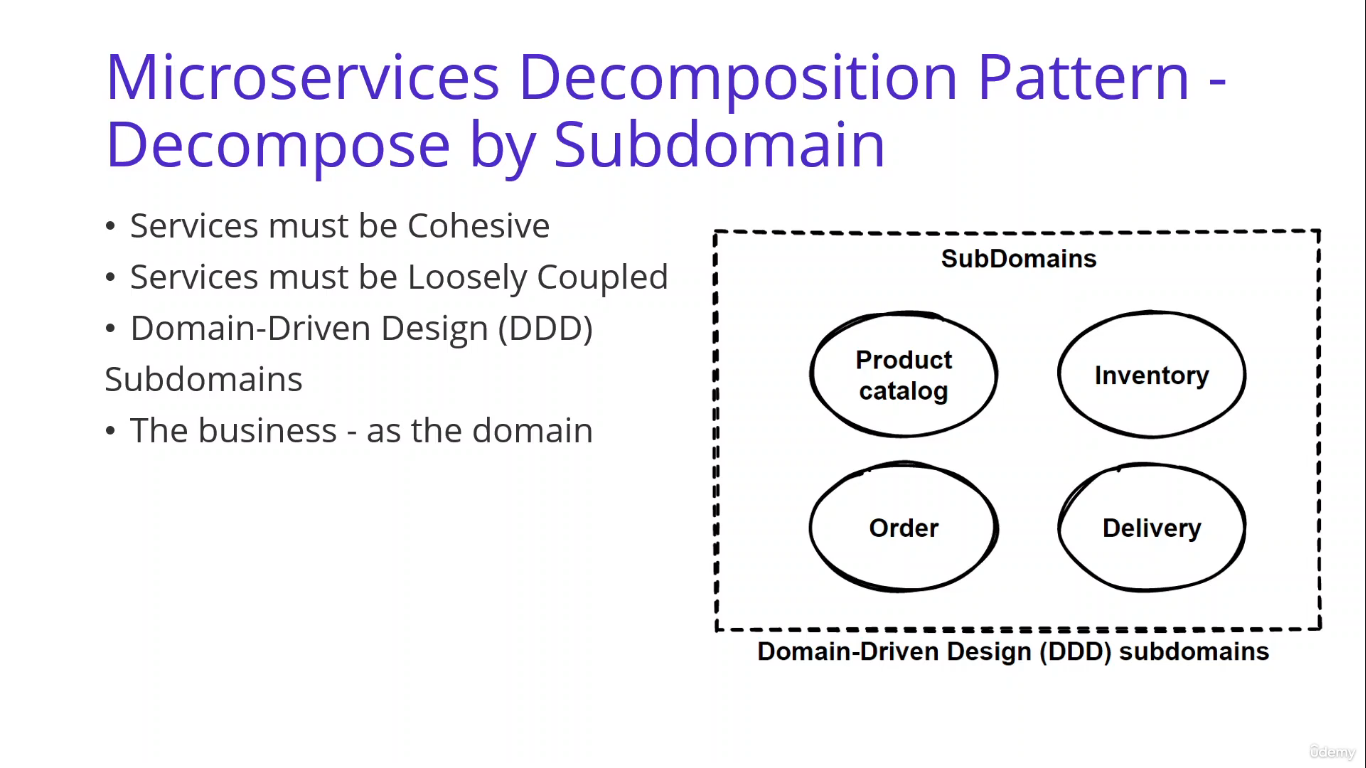 Microservices Decomposition Pattern -
Decompose by Subdomain
• Services must be Cohesive
• Services must be Loosely Coupled
• Domain-Driven Design (DDD)
Subdomains
• The business - as the domain
SubDomains
Product
catalog
Inventory
Order
Delivery
Domain-Driven Design (DDD) subdomains
ûdemy